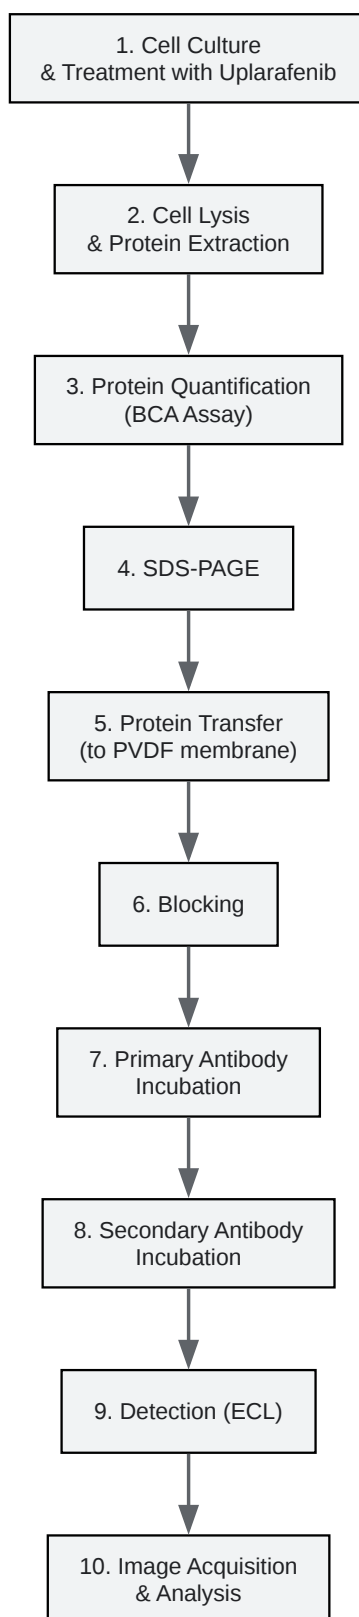 1. Cell Culture
& Treatment with Uplarafenib
2. Cell Lysis
& Protein Extraction
3. Protein Quantification
(BCA Assay)
4. SDS-PAGE
5. Protein Transfer
(to PVDF membrane)
6. Blocking
7. Primary Antibody
Incubation
8. Secondary Antibody
Incubation
9. Detection (ECL)
10. Image Acquisition
& Analysis